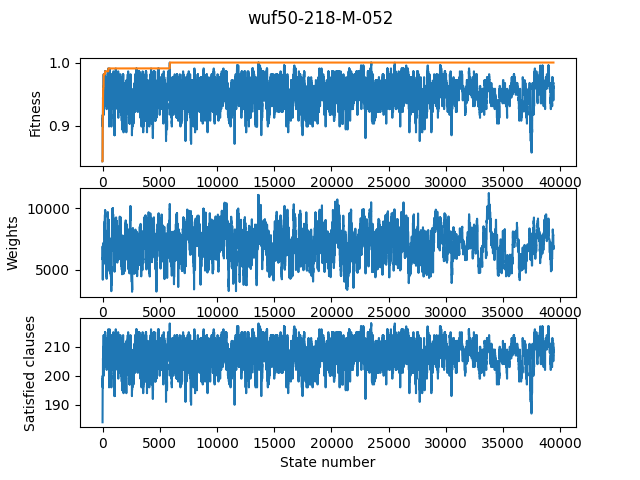 wuf50-218-M-052
1.0
0.9
Fitness
0 5000 10000 15000 20000 25000 30000 35000 40000
10000
5000
Weights
0 5000 10000 15000 20000 25000 30000 35000 40000
210
200
190
Satisfied clauses
0 5000 10000 15000 20000 25000 30000 35000 40000
State number